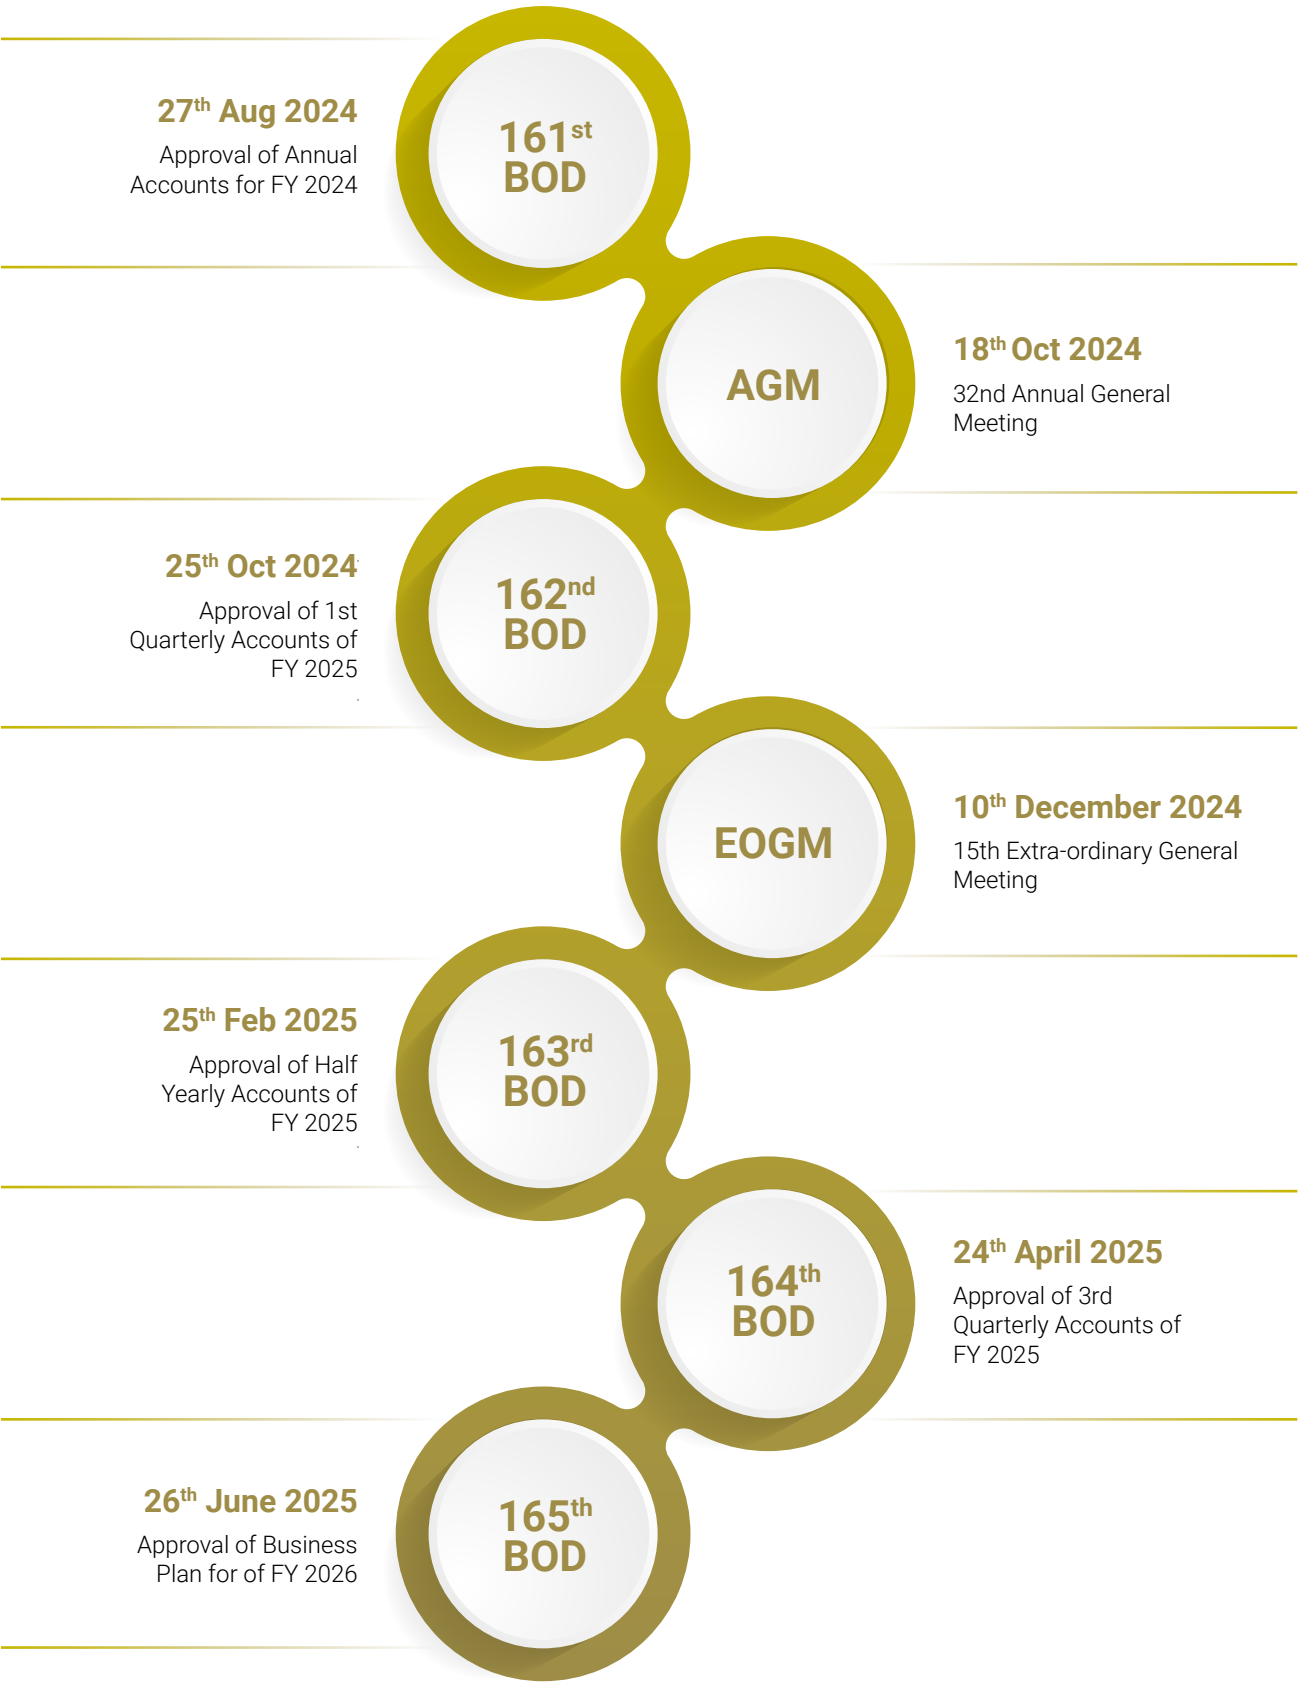 27th Aug 2024
Approval of Annual
Accounts for FY 2024
161st
BOD
AGM
18th Oct 2024
32nd Annual General
Meeting
25th Oct 2024
Approval of 1st
Quarterly Accounts of
FY 2025
162nd
BOD
EOGM
10th December 2024
15th Extra-ordinary General
Meeting
25th Feb 2025
Approval of Half
Yearly Accounts of
FY 2025
163rd
BOD
164th
BOD
24th April 2025
Approval of 3rd
Quarterly Accounts of
FY 2025
26th June 2025
Approval of Business
Plan for of FY 2026
165th
BOD